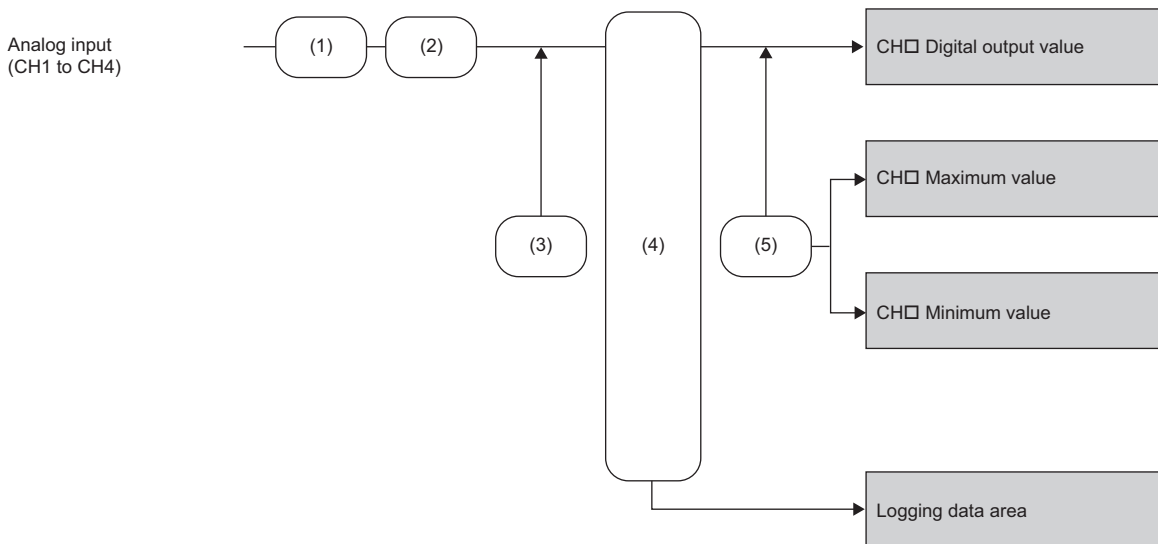 Analog input
(CH1 to CH4)
(1)
(2)
(3)
(4)
(5)
CH□ Digital output value
CH□ Maximum value
CH□ Minimum value
Logging data area